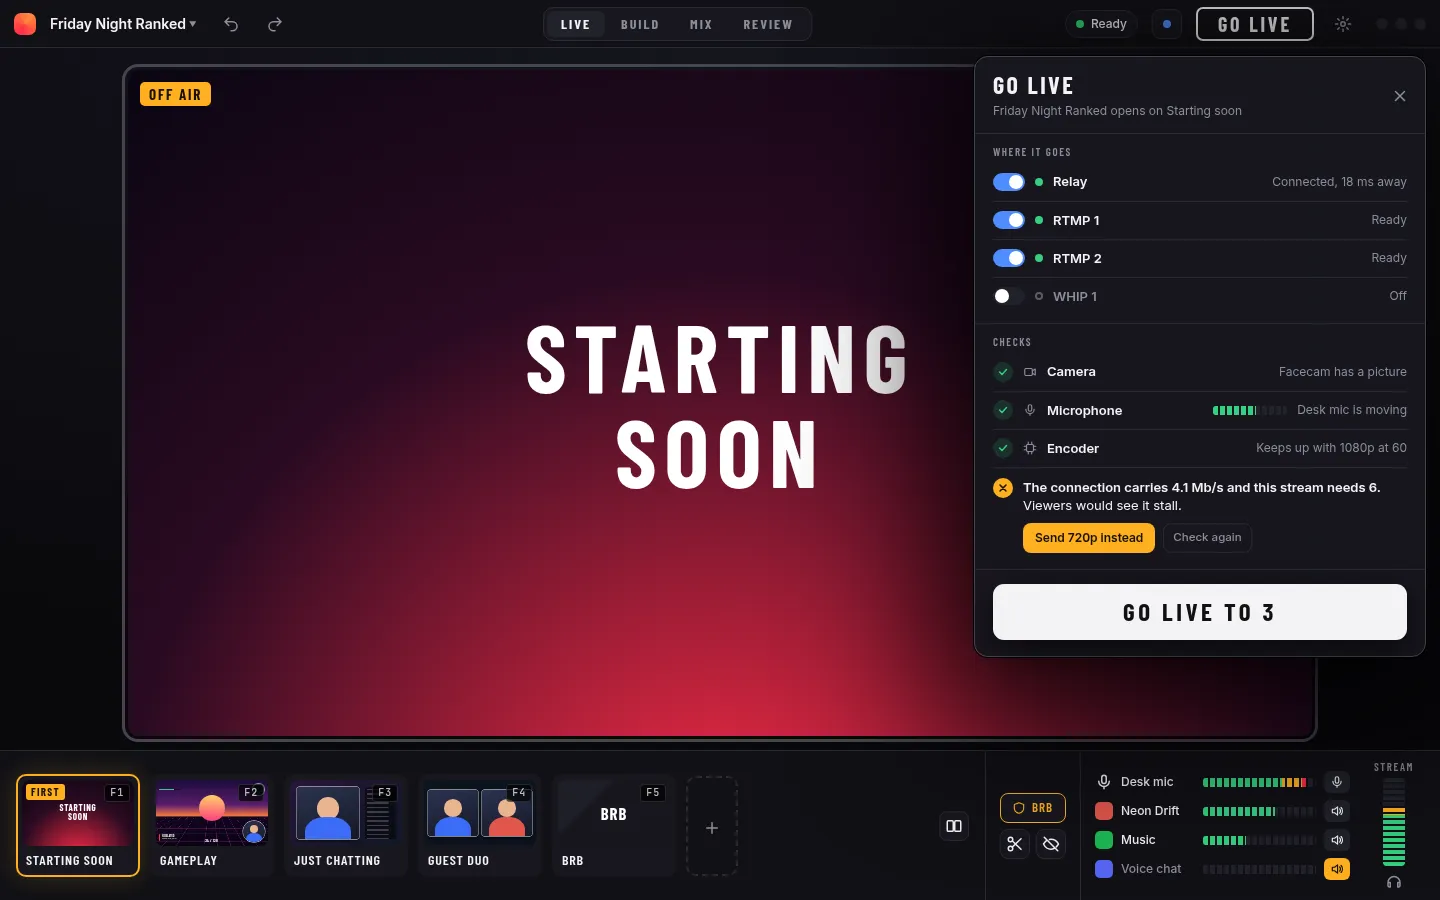 Friday Night Ranked
LIVE
BUILD
MIX
REVIEW
Ready
GO LIVE
OFF AIR
STARTING
SOON
GO LIVE
Friday Night Ranked opens on Starting soon
WHERE IT GOES
Relay
Connected, 18 ms away
RTMP 1
Ready
RTMP 2
Ready
WHIP 1
Off
CHECKS
Camera
Facecam has a picture
Microphone
Desk mic is moving
Encoder
Keeps up with 1080p at 60
The connection carries 4.1 Mb/s and this stream needs 6.
Viewers would see it stall.
Send 720p instead
Check again
GO LIVE TO 3
FIRST
F1
STARTING
SOON
STARTING SOON
F2
GAMEPLAY
F3
JUST CHATTING
F4
GUEST DUO
F5
BRB
BRB
BRB
Desk mic
Neon Drift
Music
Voice chat
STREAM